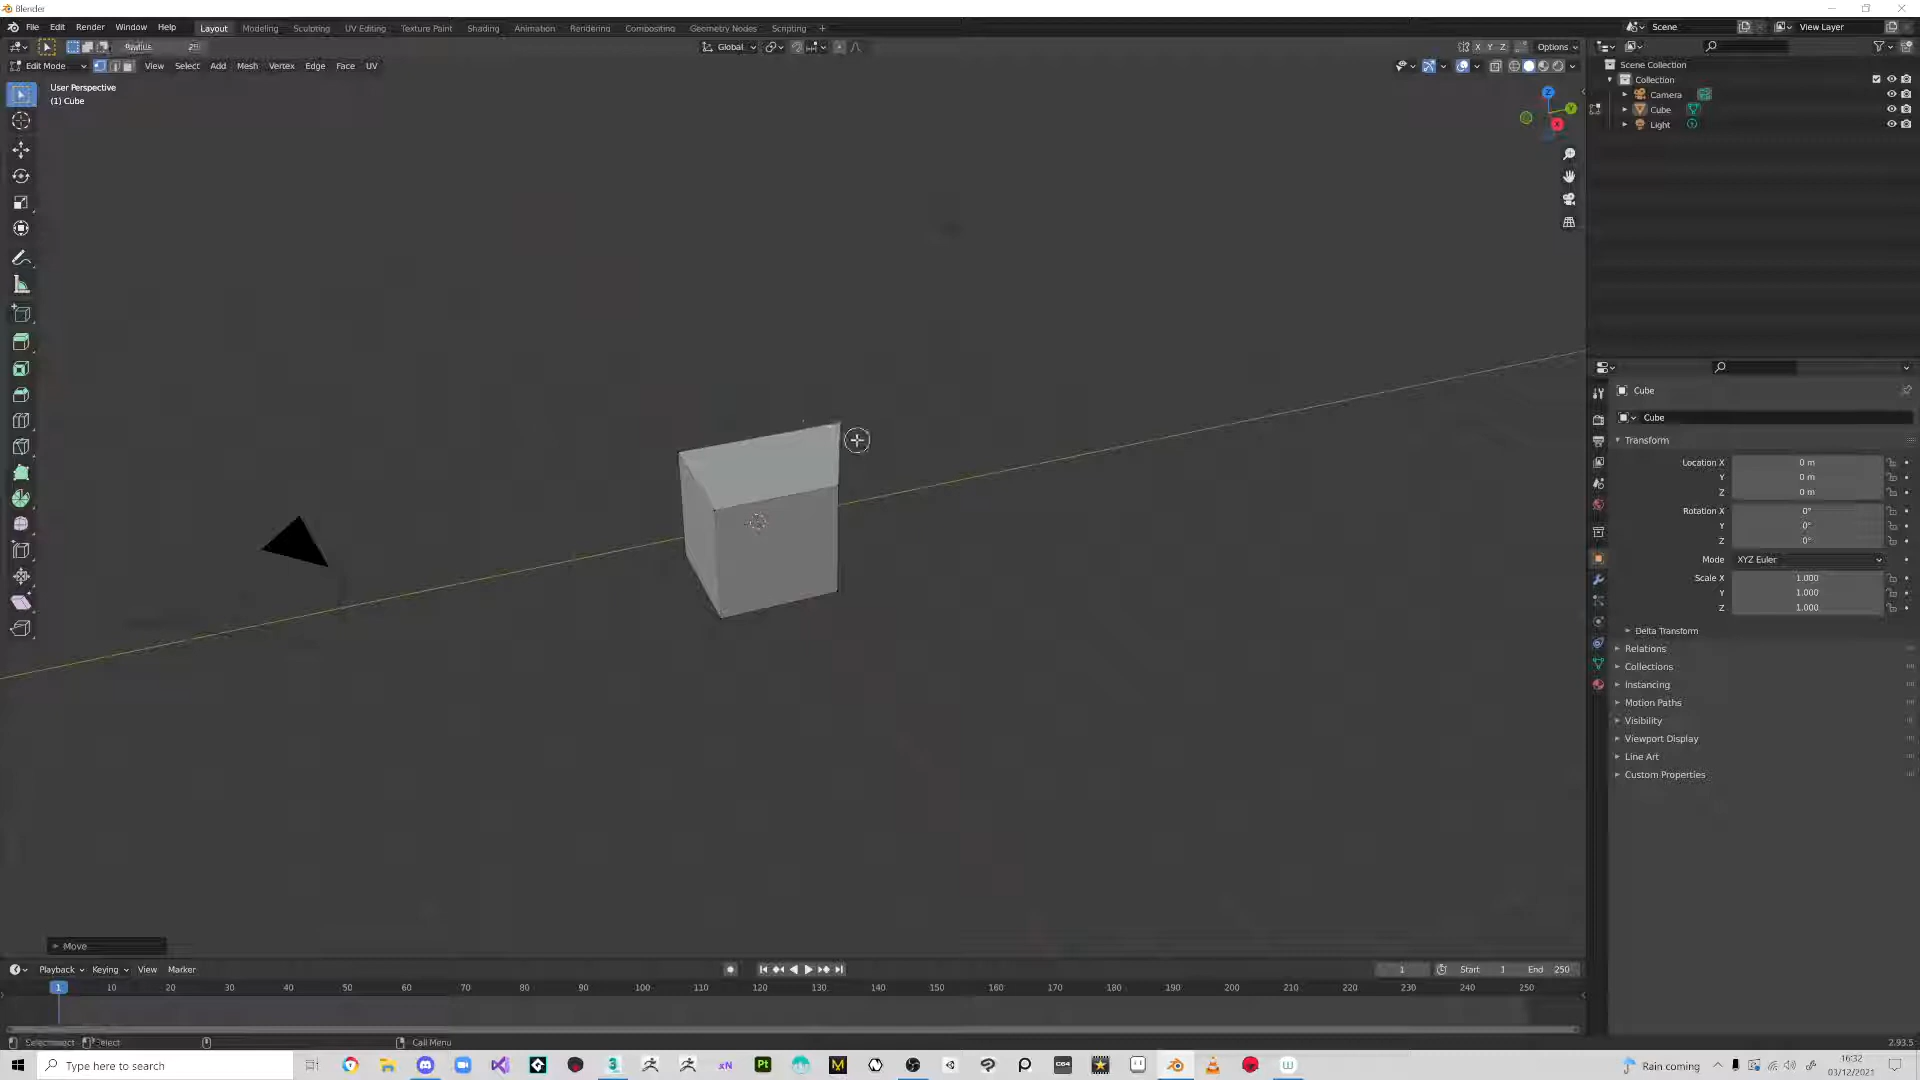 Blender
File Edit Render Window Help Layout Modeling Sculpting UV Editing Texture Paint Shading Animation Rendering Compositing Geometry Nodes Scripting + Scene View Layer
Radius Global X Y Z Options
Edit Mode View Select Add Mesh Vertex Edge Face UV
User Perspective
(1) Cube
Z
Y
X
Scene Collection
Collection
Camera
Cube
Light
Cube
Cube
Transform
Location X 0 m
Y 0 m
Z 0 m
Rotation X 0°
Y 0°
Z 0°
Mode XYZ Euler
Scale X 1.000
Y 1.000
Z 1.000
Delta Transform
Relations
Collections
Instancing
Motion Paths
Visibility
Viewport Display
Line Art
Custom Properties
Move
Playback Keying View Marker 1 Start 1 End 250
1 10 20 30 40 50 60 70 80 90 100 110 120 130 140 150 160 170 180 190 200 210 220 230 240 250
Select Call Menu 2.93.5
Type here to search xN Pt C64 Rain coming 16:32
03/12/2021